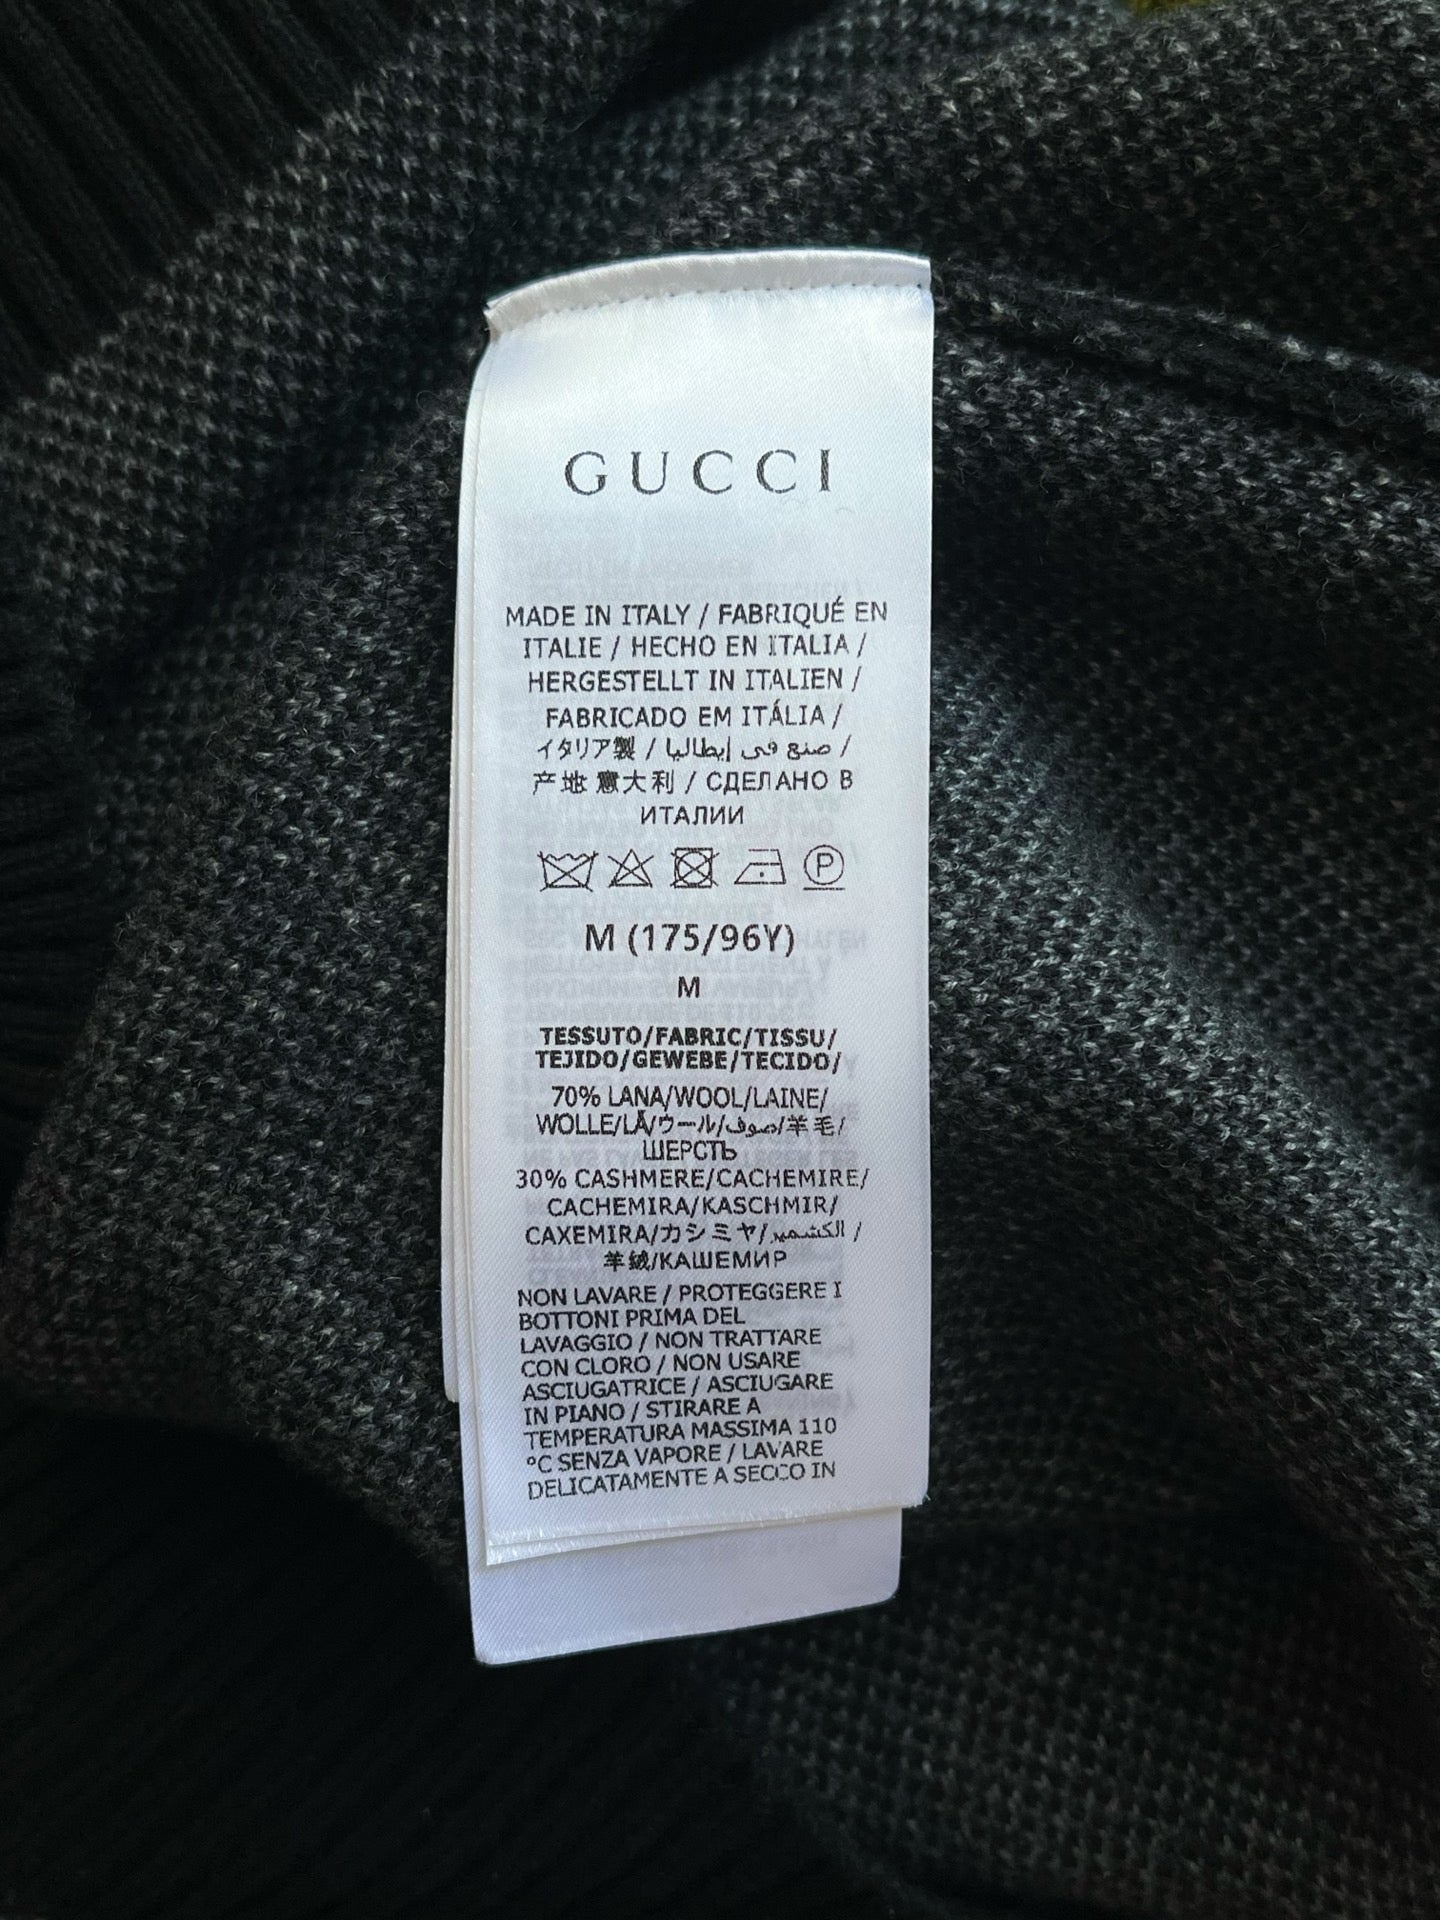 GUCCI
MADE IN ITALY / FABRIQUÉ EN
ITALIE / HECHO EN ITALIA /
HERGESTELLT IN ITALIEN /
FABRICADO EM ITÁLIA /
イタリア製 / صنع في إيطاليا /
产地 意大利 / СДЕЛАНО В
ИТАЛИИ
P
M (175/96Y)
M
TESSUTO/FABRIC/TISSU/
TEJIDO/GEWEBE/TECIDO/
70% LANA/WOOL/LAINE/
WOLLE/LÃ/ウール/صوف/羊毛/
ШЕРСТЬ
30% CASHMERE/CACHEMIRE/
CACHEMIRA/KASCHMIR/
CAXEMIRA/カシミヤ/الكشمير /
羊绒/КАШЕМИР
NON LAVARE / PROTEGGERE I
BOTTONI PRIMA DEL
LAVAGGIO / NON TRATTARE
CON CLORO / NON USARE
ASCIUGATRICE / ASCIUGARE
IN PIANO / STIRARE A
TEMPERATURA MASSIMA 110
°C SENZA VAPORE / LAVARE
DELICATAMENTE A SECCO IN